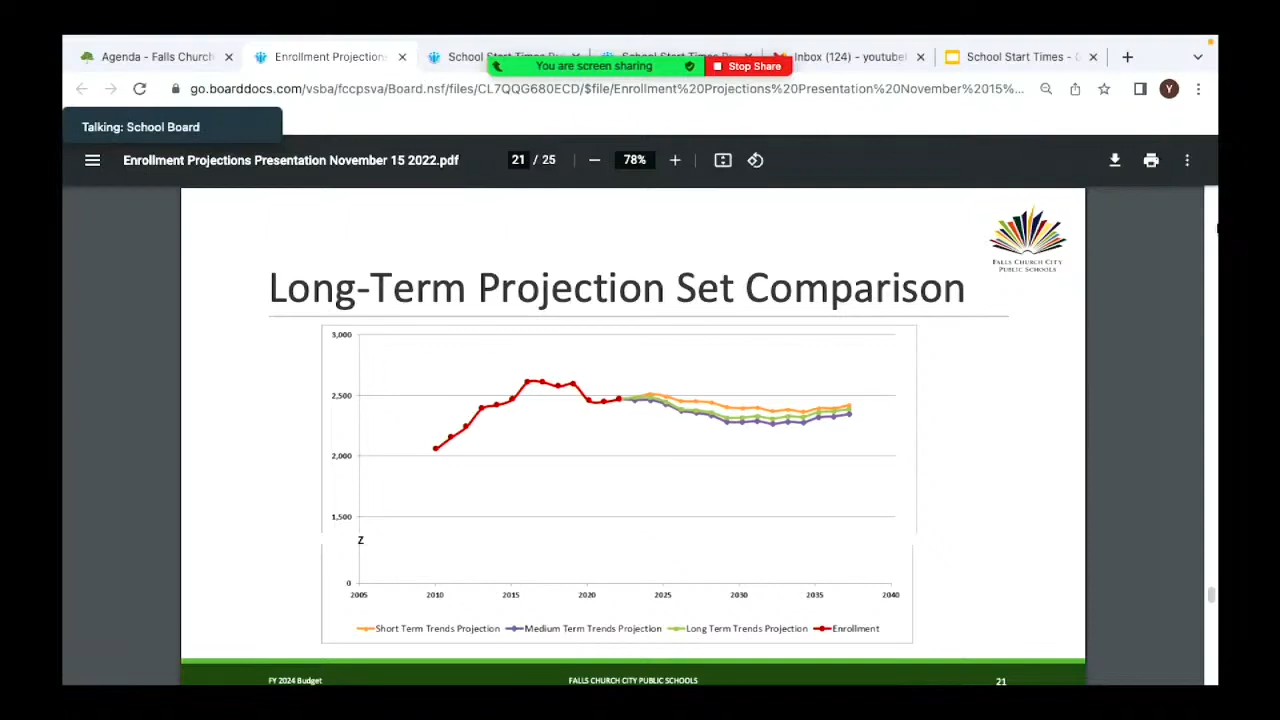 Agenda - Falls Church
Enrollment Projections
School Start Times
Inbox (124) – youtube
School Start Times -
You are screen sharing
Stop Share
go.boarddocs.com/vsba/fccpsva/Board.nsf/files/CL7QQG680ECD/$file/Enrollment%20Projections%20Presentation%20November%2015%...
Y
Talking: School Board
Enrollment Projections Presentation November 15 2022.pdf
21 / 25
78%
FALLS CHURCH CITY
PUBLIC SCHOOLS
Long-Term Projection Set Comparison
3,000
2,500
2,000
1,500
Z
0
2005 2010 2015 2020 2025 2030 2035 2040
Short Term Trends Projection Medium Term Trends Projection Long Term Trends Projection Enrollment
FY 2024 Budget FALLS CHURCH CITY PUBLIC SCHOOLS 21